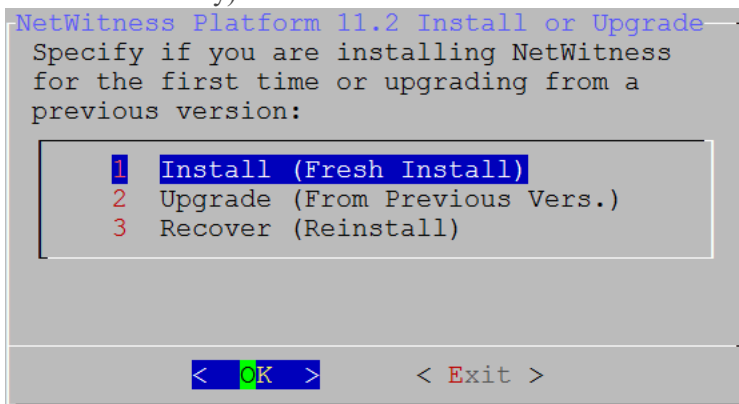 NetWitness Platform 11.2 Install or Upgrade
Specify if you are installing NetWitness
for the first time or upgrading from a
previous version:
1 Install (Fresh Install)
2 Upgrade (From Previous Vers.)
3 Recover (Reinstall)
< OK > < Exit >